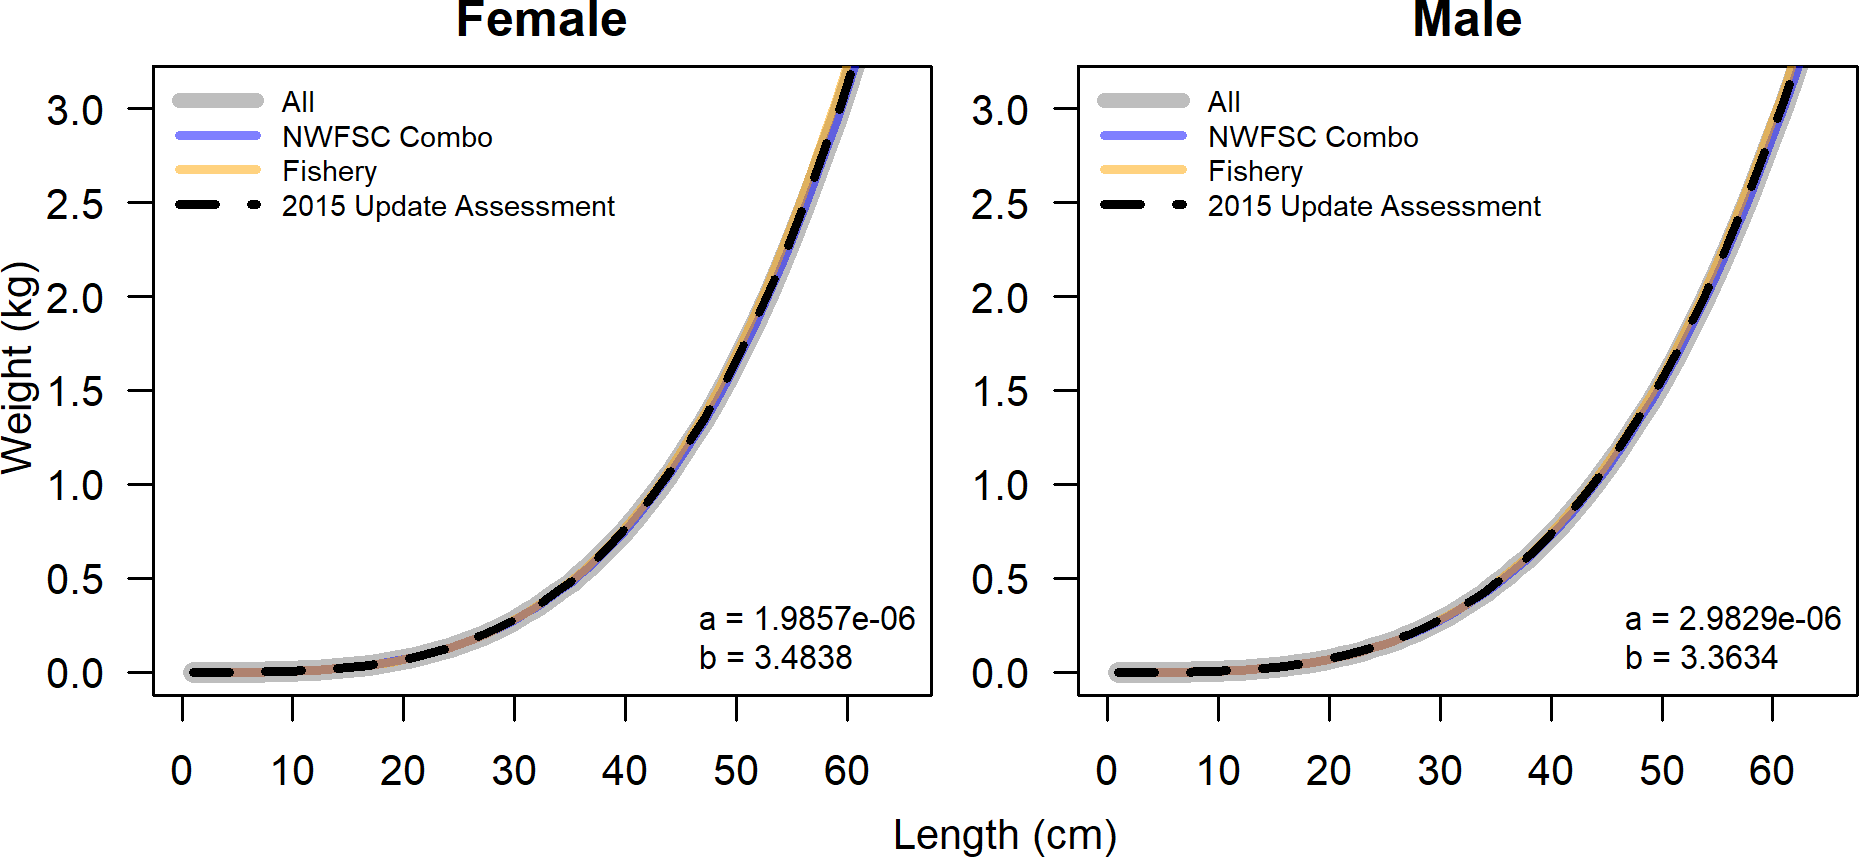 Female
All
NWFSC Combo
Fishery
2015 Update Assessment
Weight (kg)
3.0
2.5
2.0
1.5
1.0
0.5
0.0
a = 1.9857e-06
b = 3.4838
0 10 20 30 40 50 60
Male
All
NWFSC Combo
Fishery
2015 Update Assessment
3.0
2.5
2.0
1.5
1.0
0.5
0.0
a = 2.9829e-06
b = 3.3634
0 10 20 30 40 50 60
Length (cm)